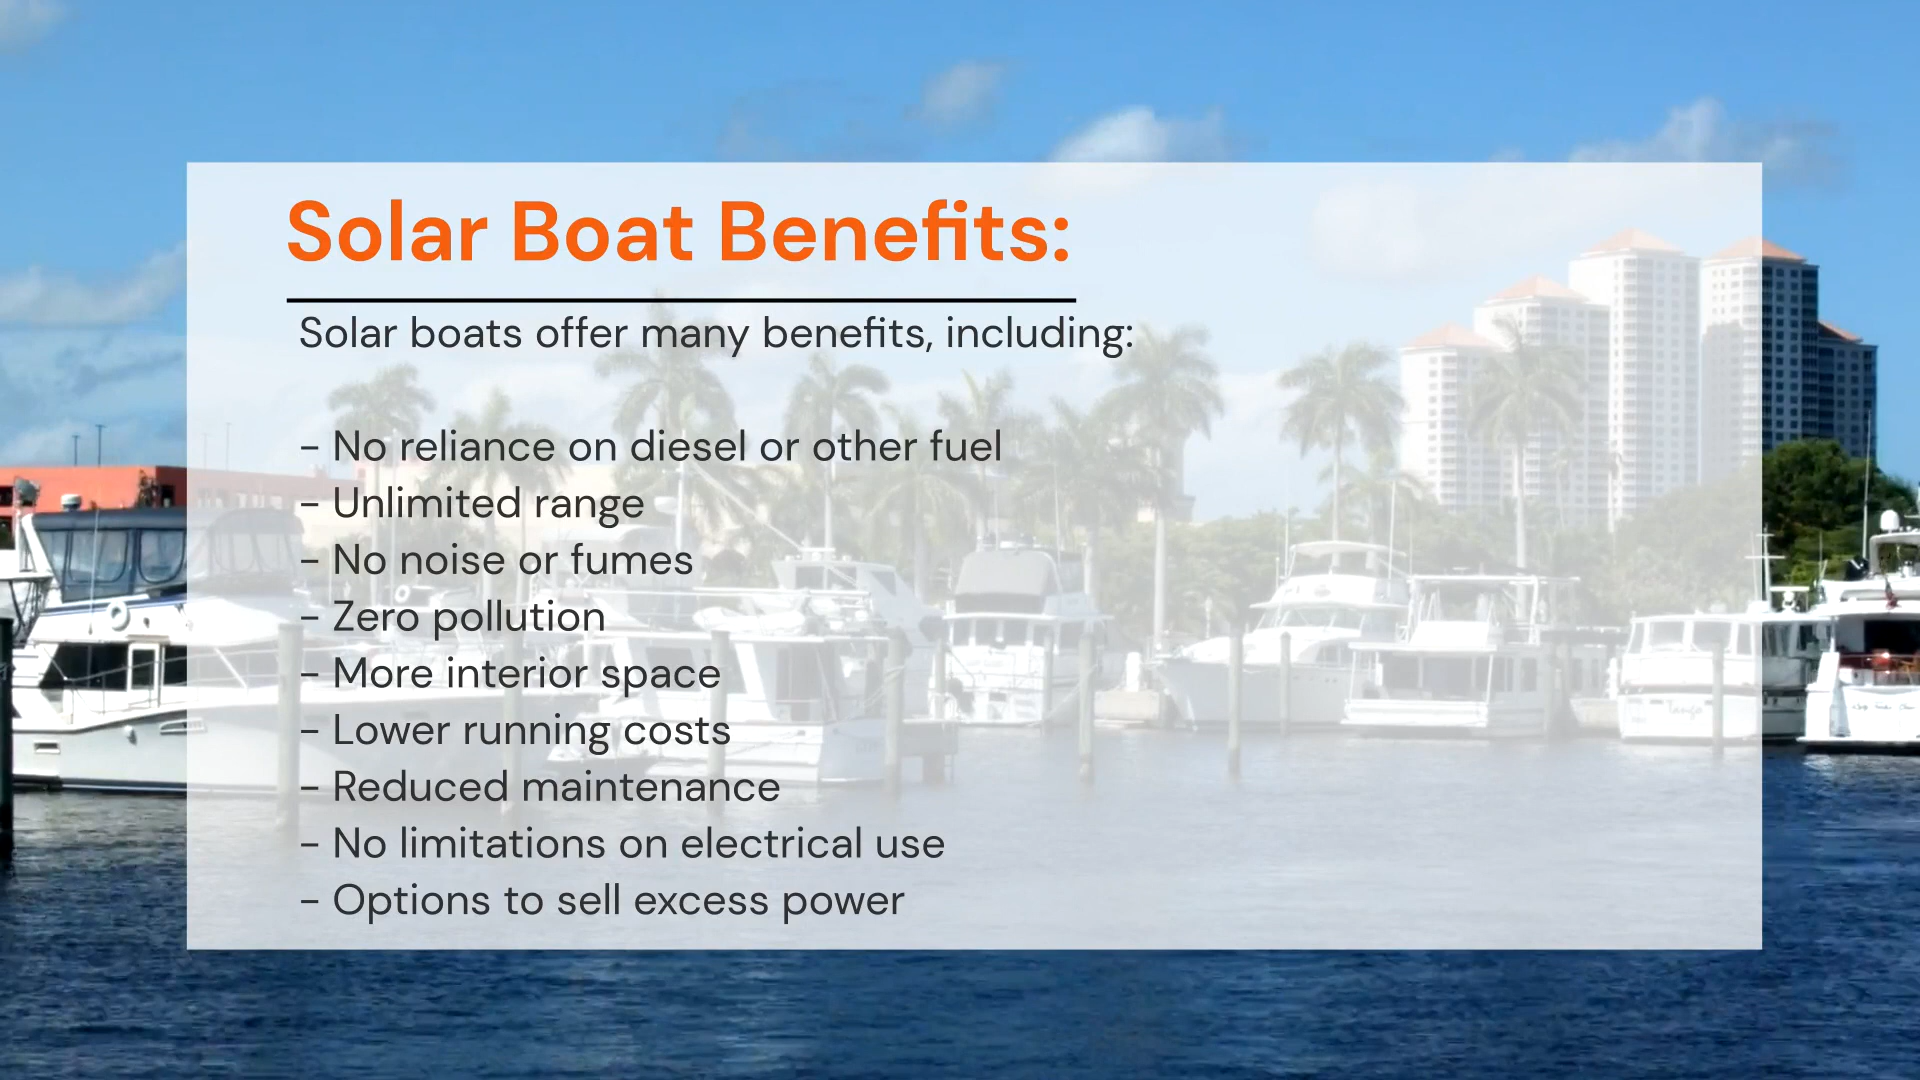 Solar Boat Benefits:
Solar boats offer many benefits, including:
- No reliance on diesel or other fuel
- Unlimited range
- No noise or fumes
- Zero pollution
- More interior space
- Lower running costs
- Reduced maintenance
- No limitations on electrical use
- Options to sell excess power